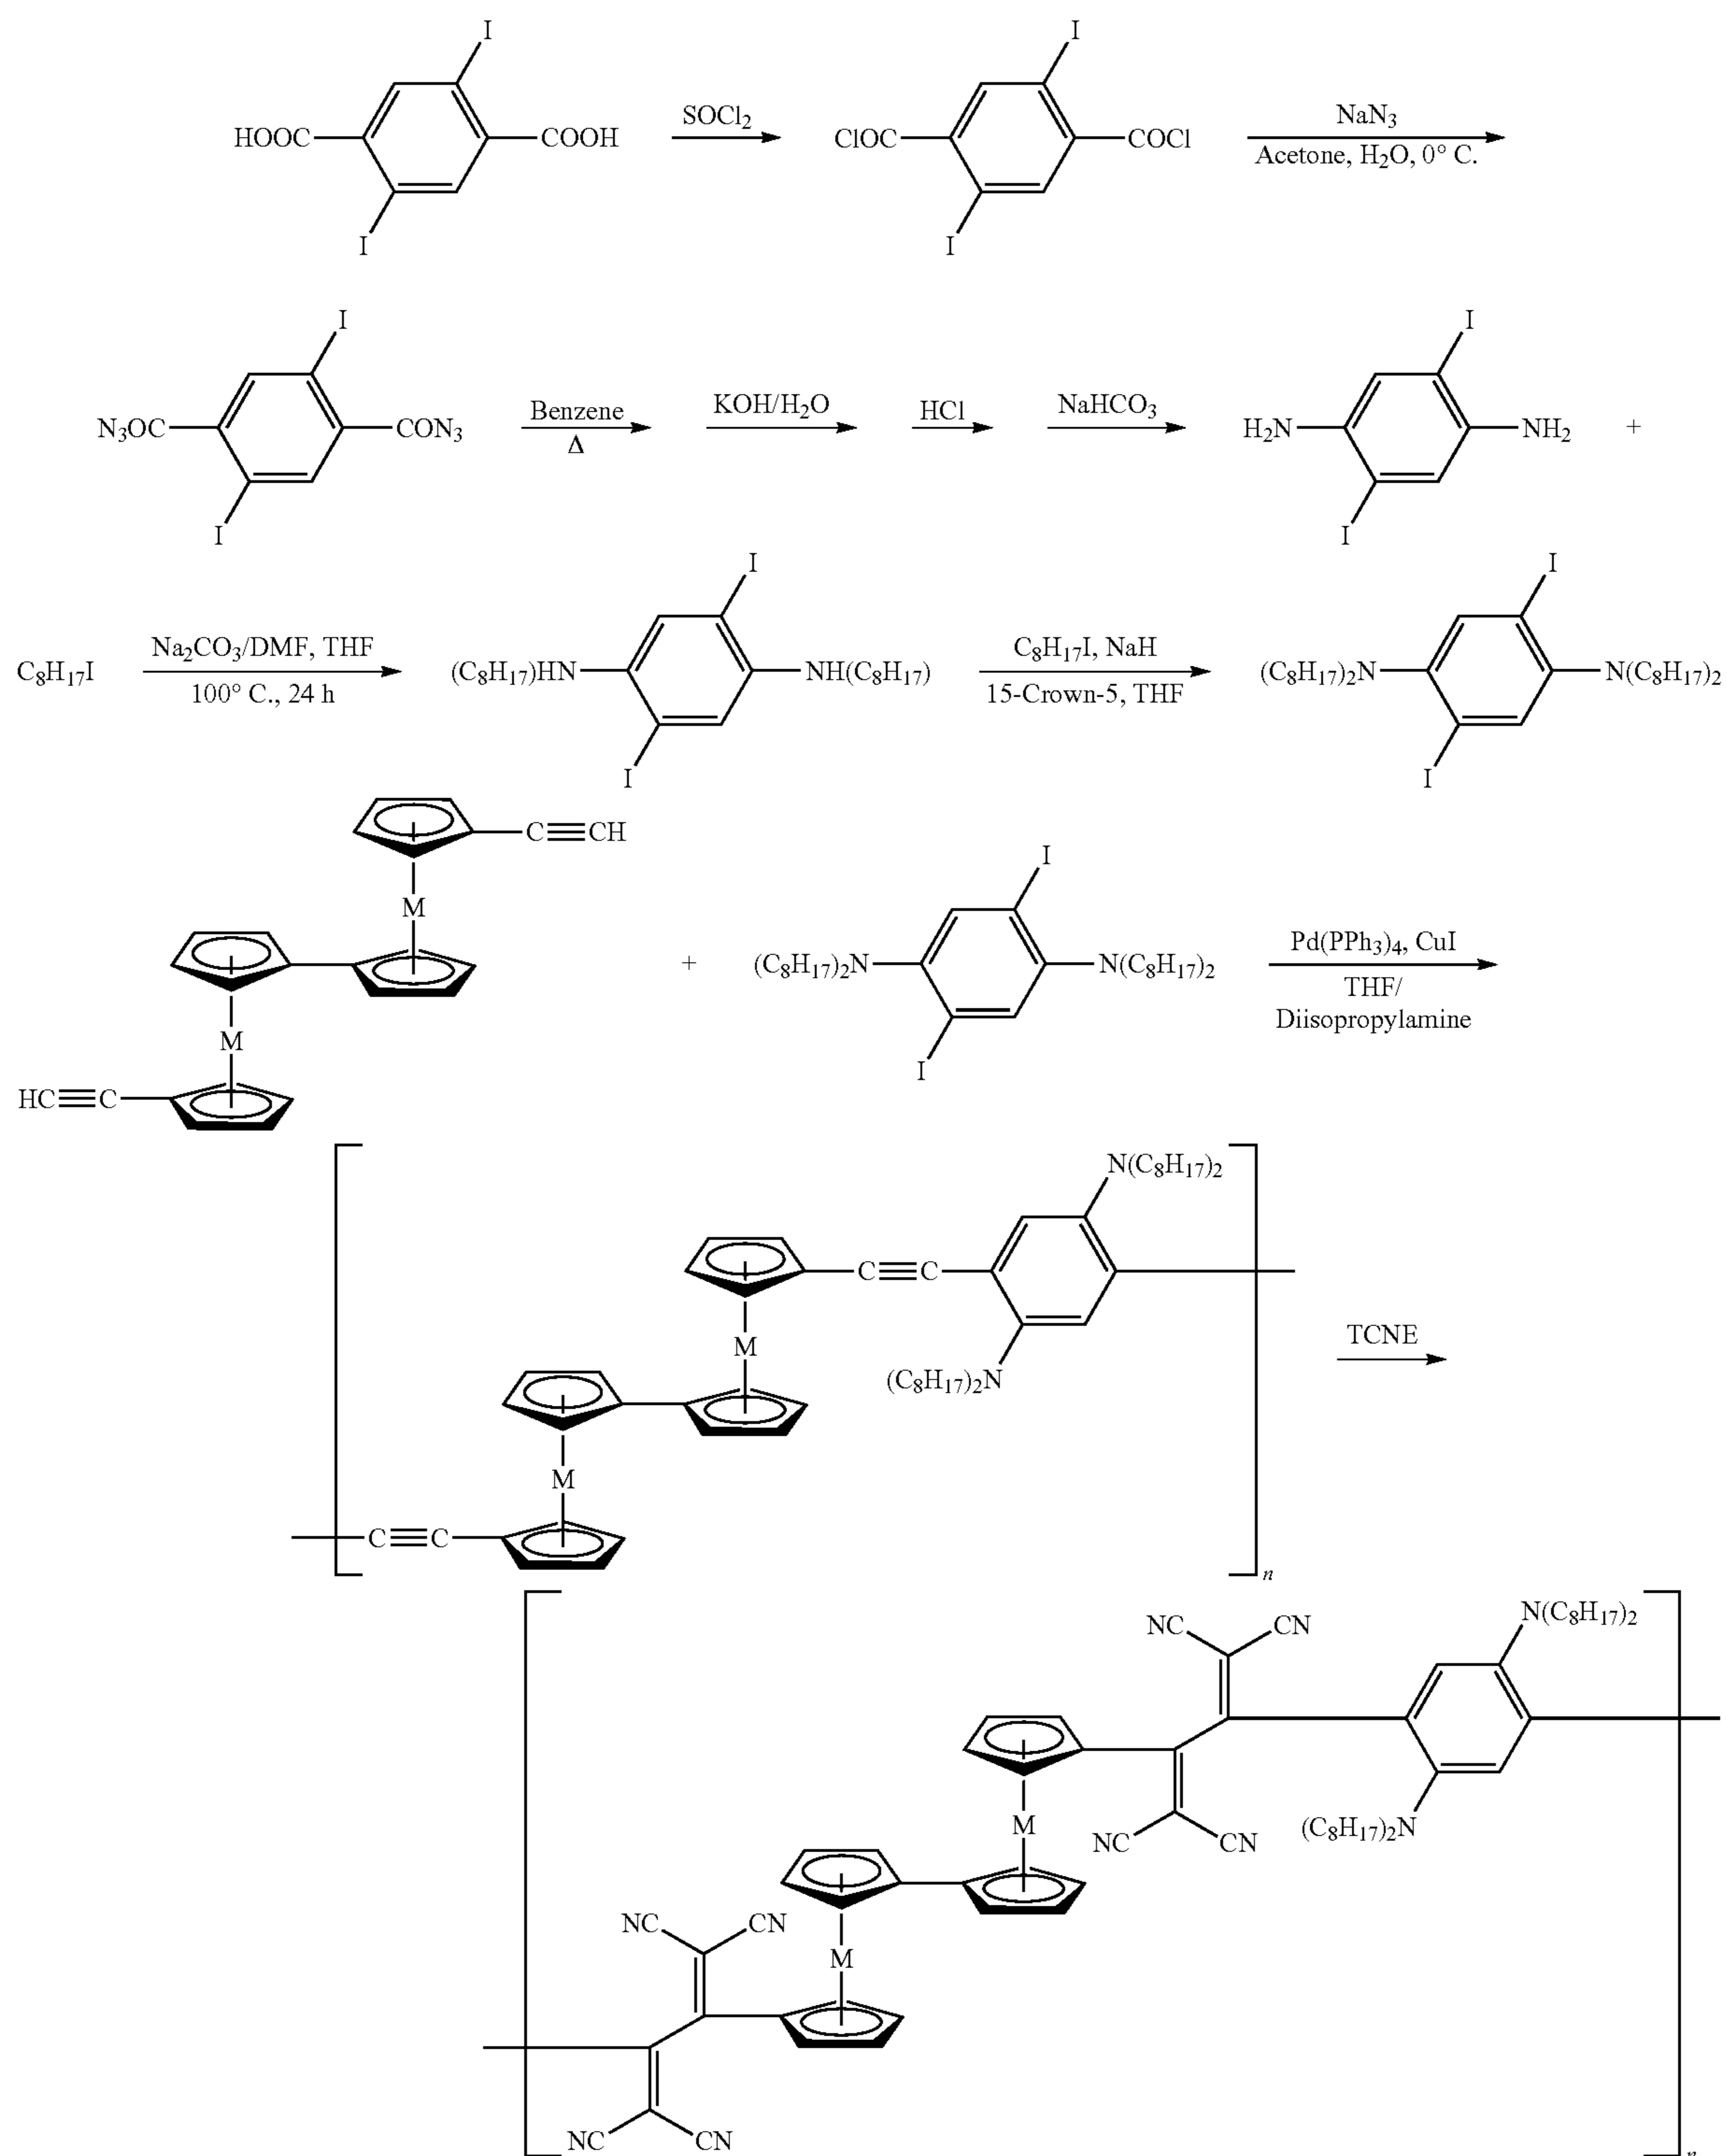 I I
HOOC COOH SOCl2 ClOC COCl NaN3
Acetone, H2O, 0° C.
I I
I I
N3OC CON3 Benzene KOH/H2O HCl NaHCO3 H2N NH2 +
Δ
I I
I I
C8H17I Na2CO3/DMF, THF (C8H17)HN NH(C8H17) C8H17I, NaH (C8H17)2N N(C8H17)2
100° C., 24 h 15-Crown-5, THF
I I
C≡CH
I
M
+ (C8H17)2N N(C8H17)2 Pd(PPh3)4, CuI
THF/
Diisopropylamine
M
I
HC≡C
N(C8H17)2
C≡C
M
(C8H17)2N
TCNE
M
C≡C
n
NC CN N(C8H17)2
M
NC CN (C8H17)2N
NC CN
M
NC CN
n